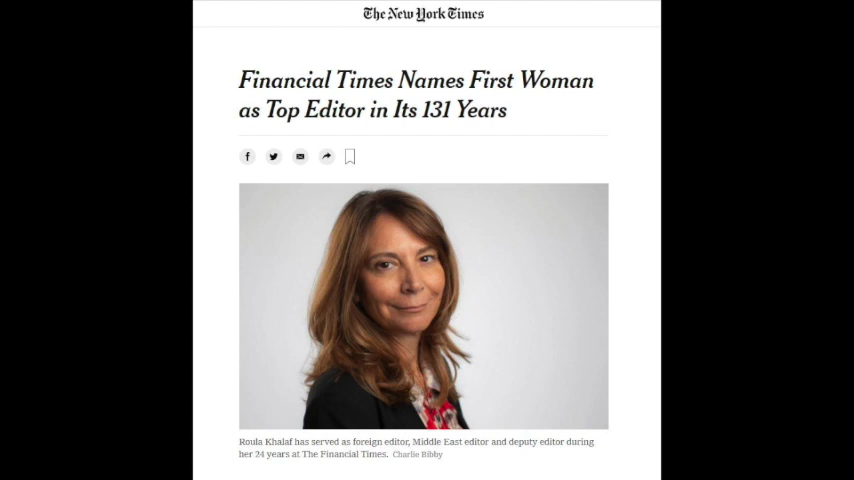 The New York Times
Financial Times Names First Woman
as Top Editor in Its 131 Years
Roula Khalaf has served as foreign editor, Middle East editor and deputy editor during
her 24 years at The Financial Times. Charlie Bibby